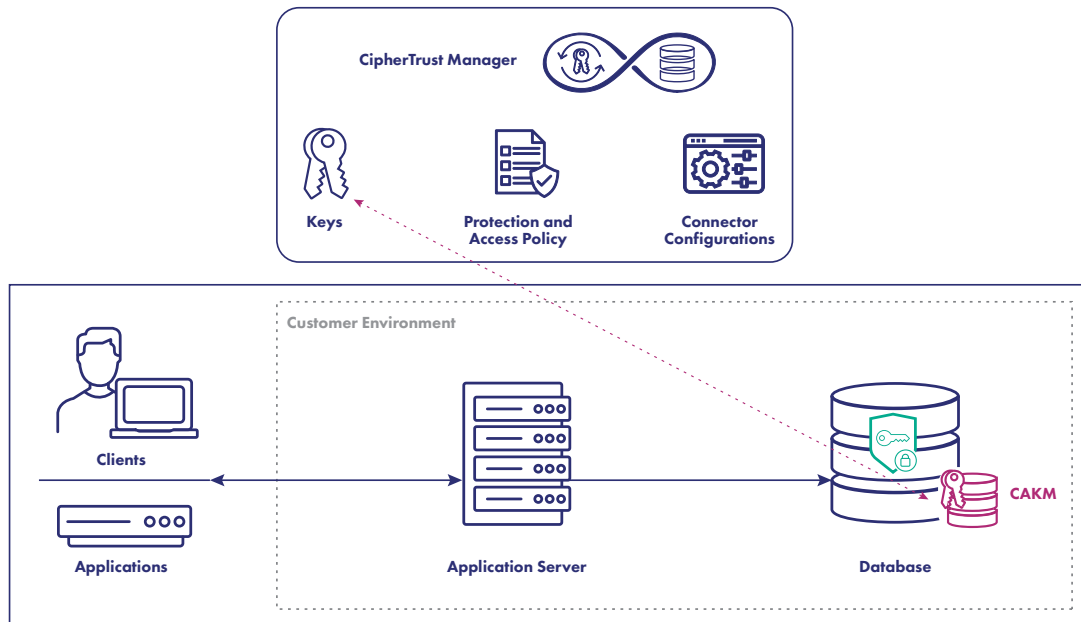 CipherTrust Manager
Keys
Protection and
Access Policy
Connector
Configurations
Customer Environment
Clients
CAKM
Applications
Application Server
Database